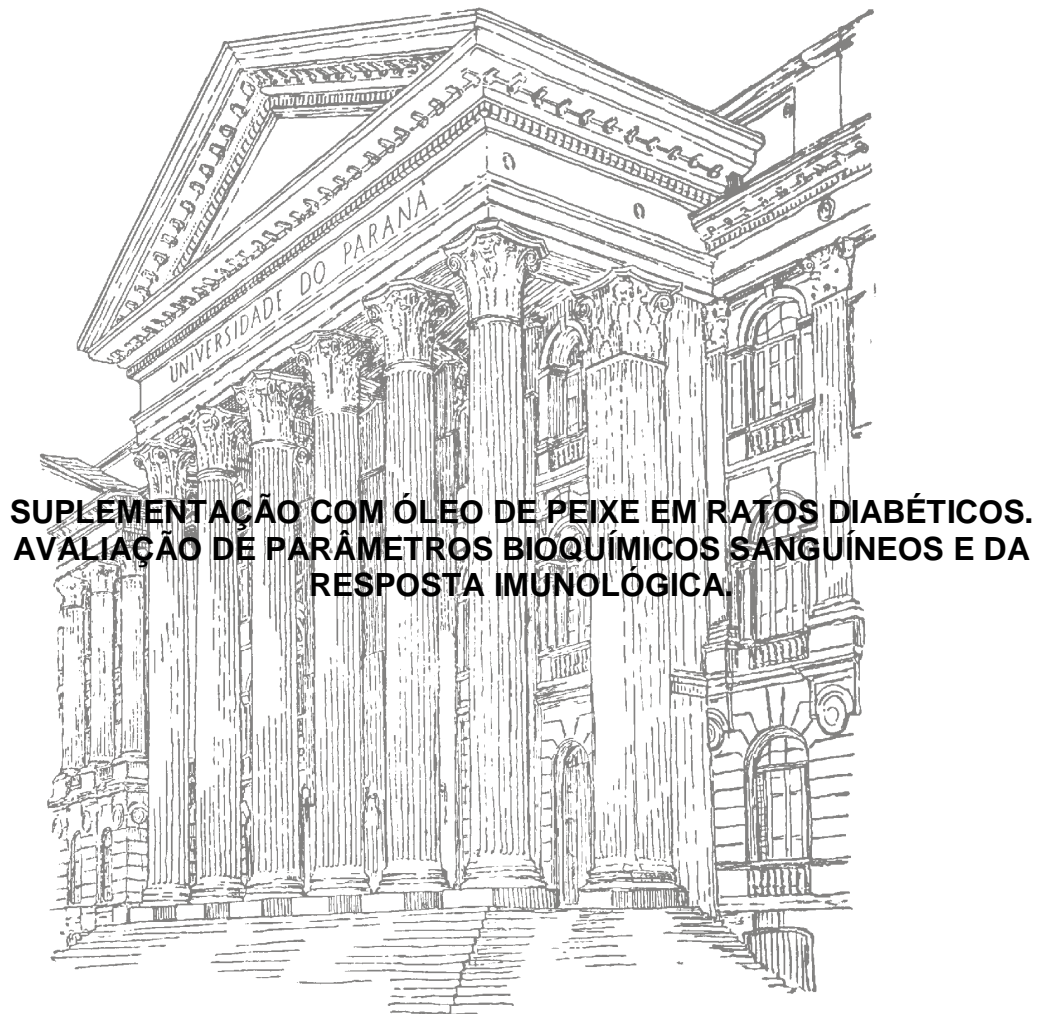 UNIVERSIDADE DO PARANÁ
SUPLEMENTAÇÃO COM ÓLEO DE PEIXE EM RATOS DIABÉTICOS.
AVALIAÇÃO DE PARÂMETROS BIOQUÍMICOS SANGUÍNEOS E DA
RESPOSTA IMUNOLÓGICA.